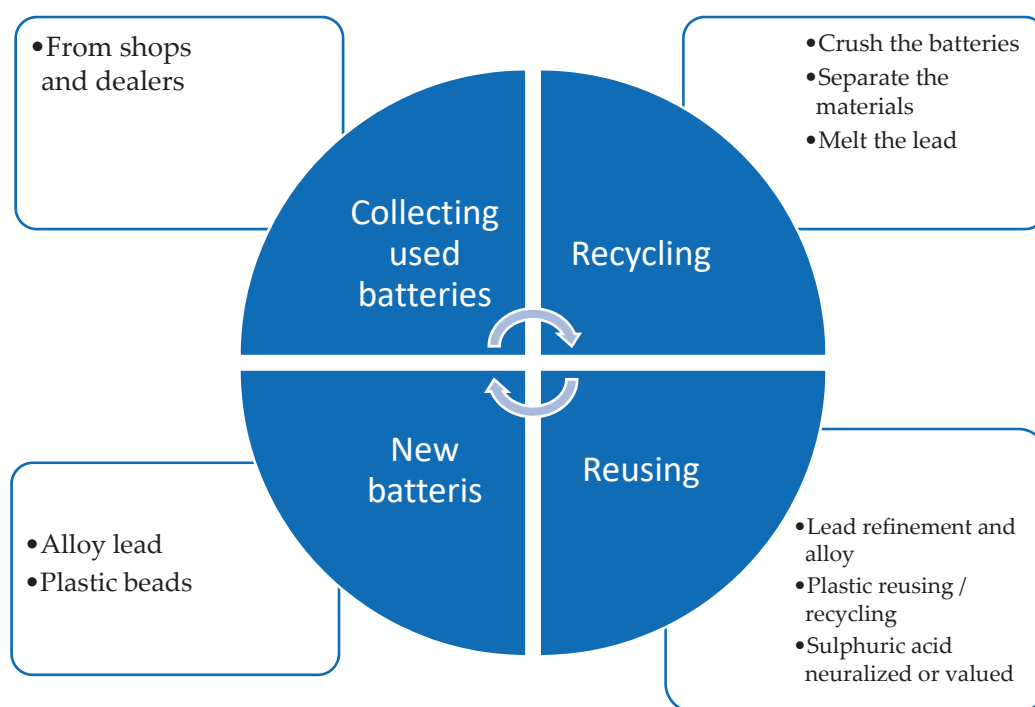 •From shops
and dealers
•Crush the batteries
•Separate the
materials
•Melt the lead
Collecting
used
batteries
Recycling
New
batteris
Reusing
•Alloy lead
•Plastic beads
•Lead refinement and
alloy
•Plastic reusing /
recycling
•Sulphuric acid
neuralized or valued